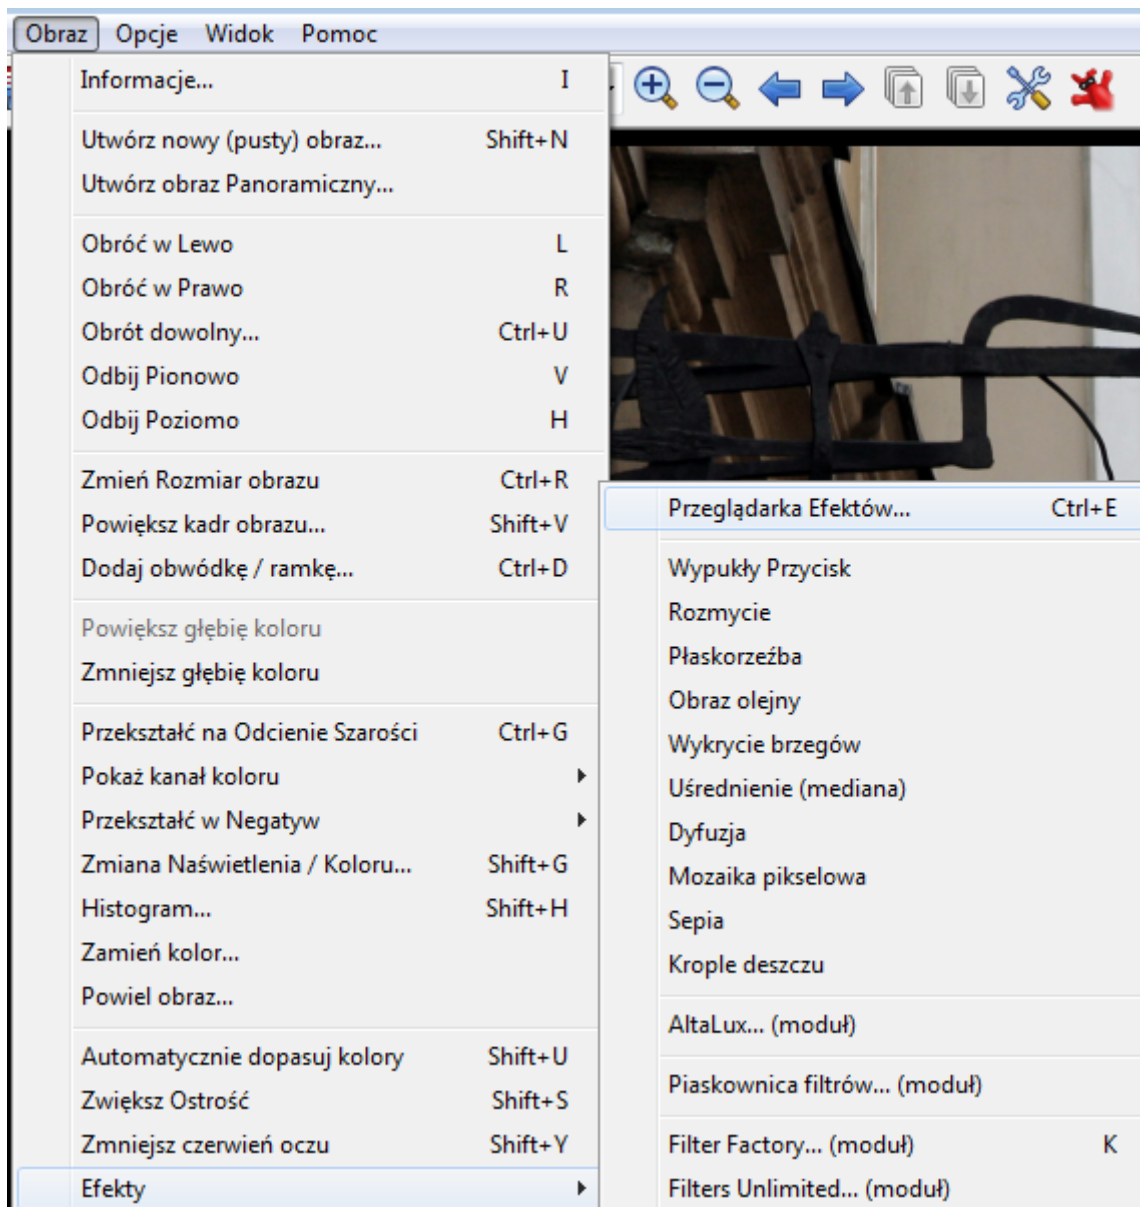 Obraz Opcje Widok Pomoc
Informacje... I
Utwórz nowy (pusty) obraz... Shift+N
Utwórz obraz Panoramiczny...
Obróć w Lewo L
Obróć w Prawo R
Obrót dowolny... Ctrl+U
Odbij Pionowo V
Odbij Poziomo H
Zmień Rozmiar obrazu Ctrl+R
Powiększ kadr obrazu... Shift+V
Dodaj obwódkę / ramkę... Ctrl+D
Powiększ głębię koloru
Zmniejsz głębię koloru
Przekształć na Odcienie Szarości Ctrl+G
Pokaż kanał koloru
Przekształć w Negatyw
Zmiana Naświetlenia / Koloru... Shift+G
Histogram... Shift+H
Zamień kolor...
Powiel obraz...
Automatycznie dopasuj kolory Shift+U
Zwiększ Ostrość Shift+S
Zmniejsz czerwień oczu Shift+Y
Efekty
Przeglądarka Efektów... Ctrl+E
Wypukły Przycisk
Rozmycie
Płaskorzeźba
Obraz olejny
Wykrycie brzegów
Uśrednienie (mediana)
Dyfuzja
Mozaika pikselowa
Sepia
Krople deszczu
AltaLux... (moduł)
Piaskownica filtrów... (moduł)
Filter Factory... (moduł) K
Filters Unlimited... (moduł)